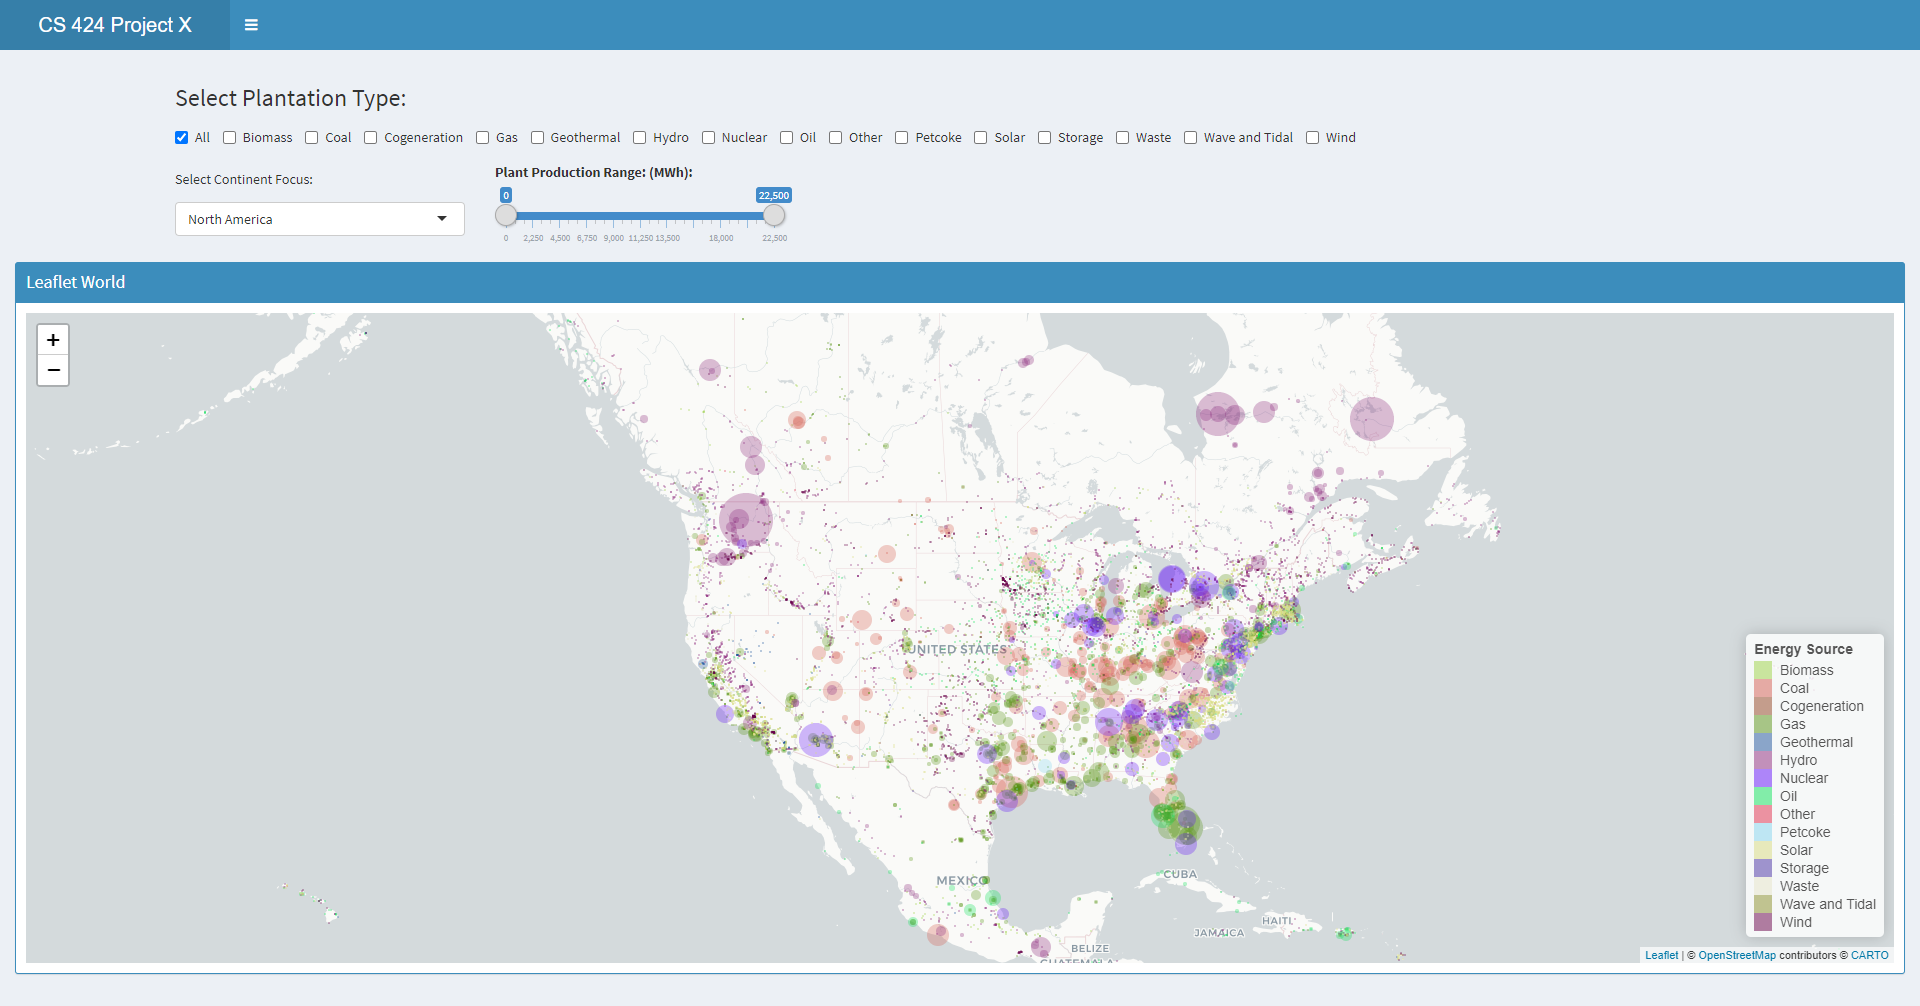 CS 424 Project X
Select Plantation Type:
All Biomass Coal Cogeneration Gas Geothermal Hydro Nuclear Oil Other Petcoke Solar Storage Waste Wave and Tidal Wind
Select Continent Focus:
North America
Plant Production Range: (MWh):
0 22,500
0 2,250 4,500 6,750 9,000 11,250 13,500 18,000 22,500
Leaflet World
+
−
UNITED STATES
MEXICO
CUBA
HAITI
JAMAICA
BELIZE
GUATEMALA
Energy Source
Biomass
Coal
Cogeneration
Gas
Geothermal
Hydro
Nuclear
Oil
Other
Petcoke
Solar
Storage
Waste
Wave and Tidal
Wind
Leaflet | © OpenStreetMap contributors © CARTO